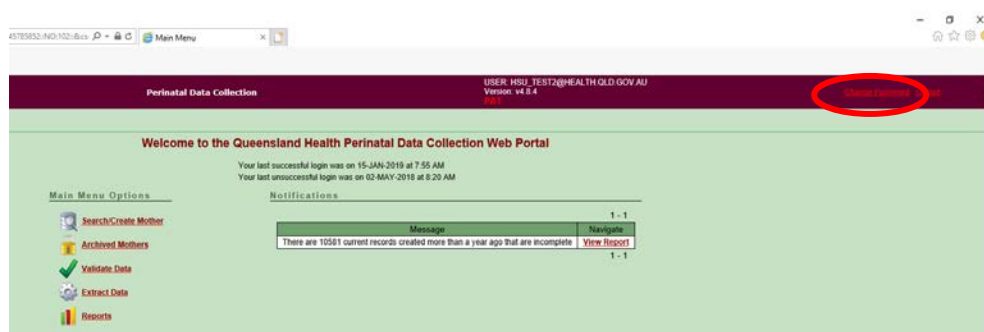 Main Menu
Perinatal Data Collection
USER: HSU_TEST2@HEALTH.QLD.GOV.AU
Version: v4.8.4
Change Password
Welcome to the Queensland Health Perinatal Data Collection Web Portal
Your last successful login was on 15-JAN-2019 at 7:55 AM
Your last unsuccessful login was on 02-MAY-2018 at 8:20 AM
Main Menu Options
Notifications
Search/Create Mother
Archived Mothers
Validate Data
Extract Data
Reports
1 - 1
Message Navigate
There are 10581 current records created more than a year ago that are incomplete View Report
1 - 1